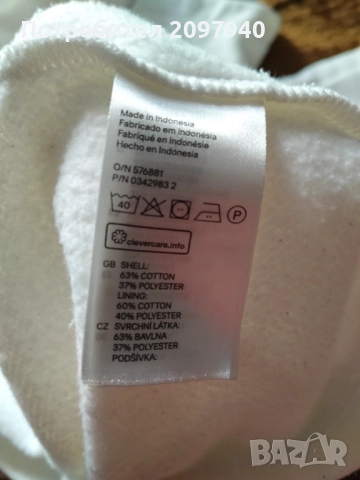 Потребител 2097940
Made in Indonesia
Fabricado em Indonésia
Fabriqué en Indonésie
Hecho en Indonesia
O/N 576881
P/N 0342983 2
40 P
clevercare.info
GB SHELL:
63% COTTON
37% POLYESTER
LINING:
60% COTTON
40% POLYESTER
CZ SVRCHNÍ LÁTKA:
63% BAVLNA
37% POLYESTER
PODŠÍVKA:
BAZAR